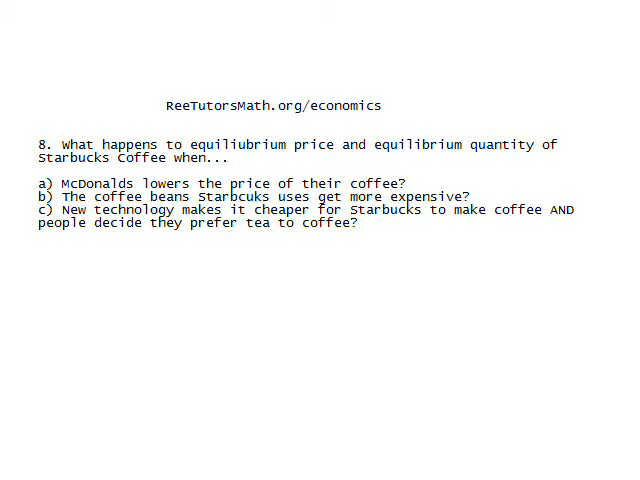 ReeTutorsMath.org/economics
8. What happens to equiliubrium price and equilibrium quantity of
Starbucks Coffee when...
a) McDonalds lowers the price of their coffee?
b) The coffee beans Starbcuks uses get more expensive?
c) New technology makes it cheaper for Starbucks to make coffee AND
people decide they prefer tea to coffee?